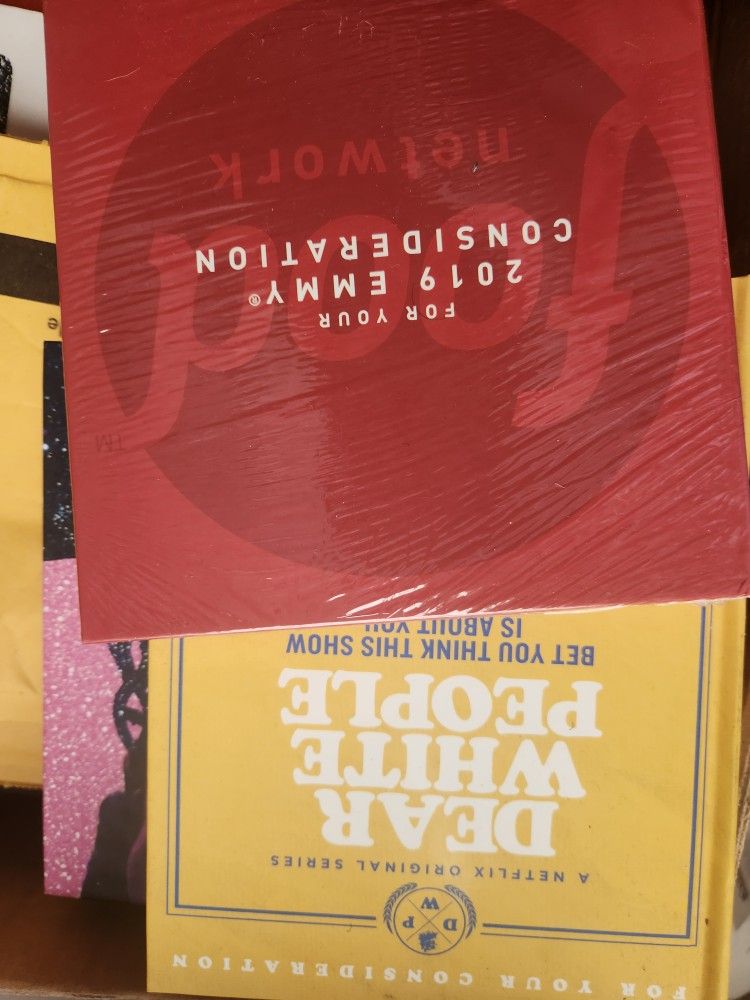 FOR YOUR
2019 EMMY®
CONSIDERATION
food
network
TM
FOR YOUR CONSIDERATION
D W P
A NETFLIX ORIGINAL SERIES
DEAR
WHITE
PEOPLE
BET YOU THINK THIS SHOW
IS ABOUT YOU